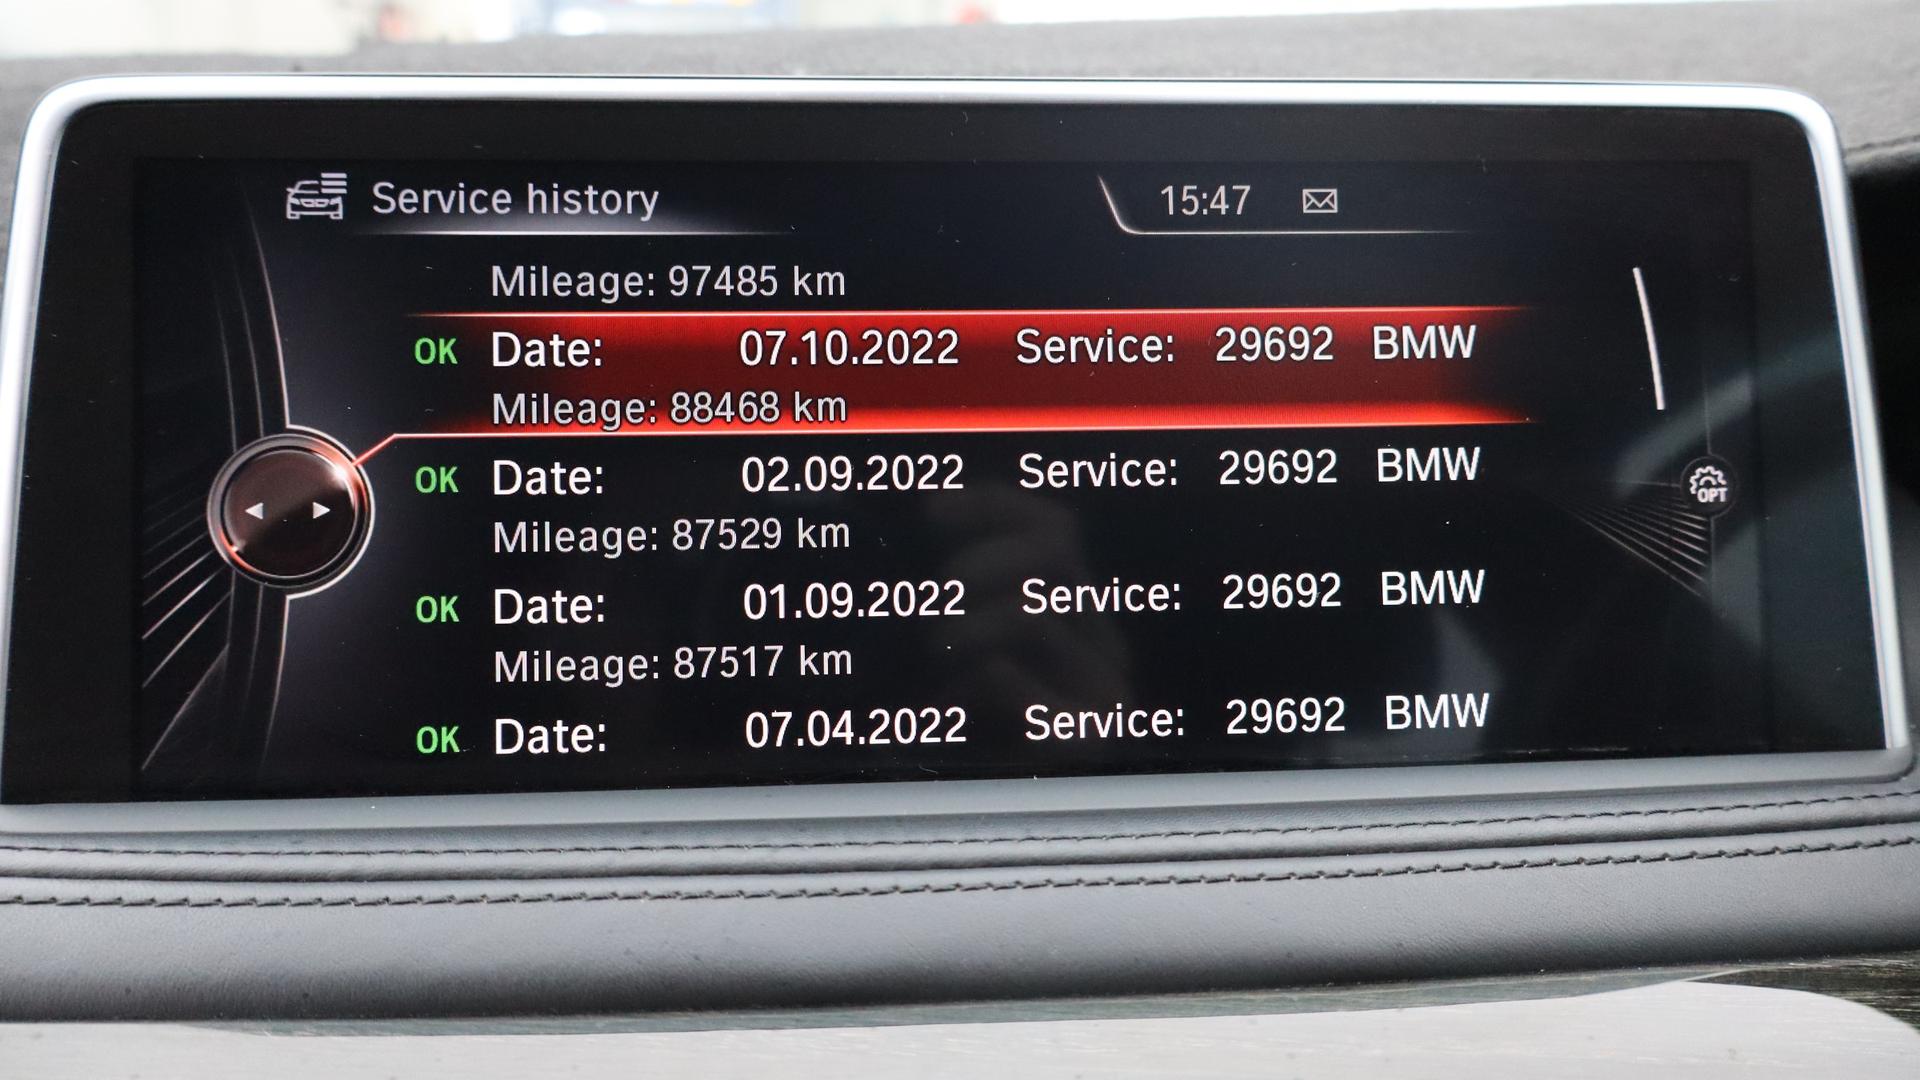 Service history 15:47
Mileage: 97485 km
OK Date: 07.10.2022 Service: 29692 BMW
Mileage: 88468 km
OK Date: 02.09.2022 Service: 29692 BMW
Mileage: 87529 km
OK Date: 01.09.2022 Service: 29692 BMW
Mileage: 87517 km
OK Date: 07.04.2022 Service: 29692 BMW
OPT